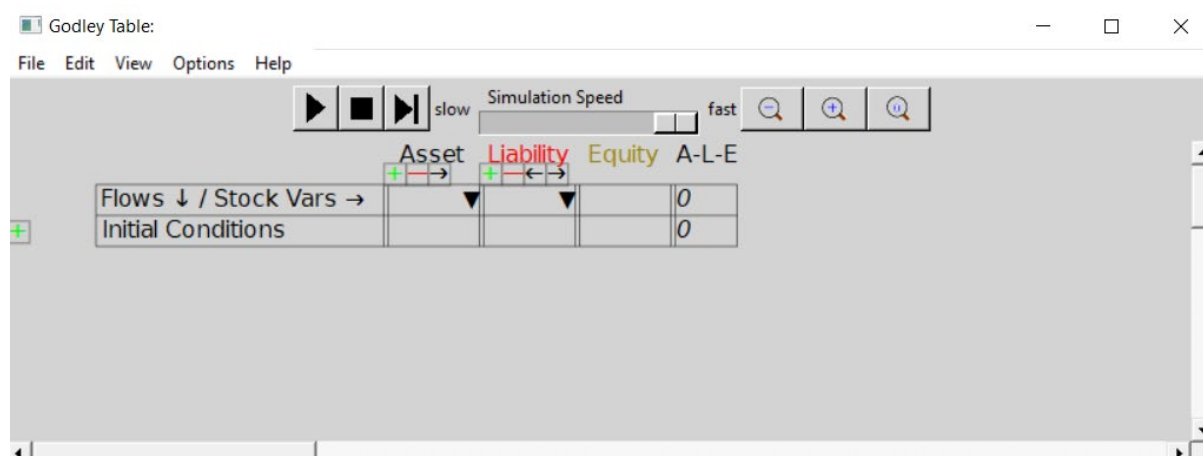 Godley Table:
File Edit View Options Help
slow Simulation Speed fast
Asset Liability Equity A-L-E
+ — → + — ← →
Flows ↓ / Stock Vars → ▼ ▼ 0
+ Initial Conditions 0